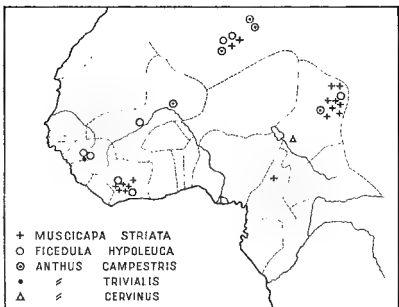 + MUSCICAPA STRIATA
○ FICEDULA HYPOLEUCA
⊙ ANTHUS CAMPESTRIS
• 〃 TRIVIALIS
△ 〃 CERVINUS